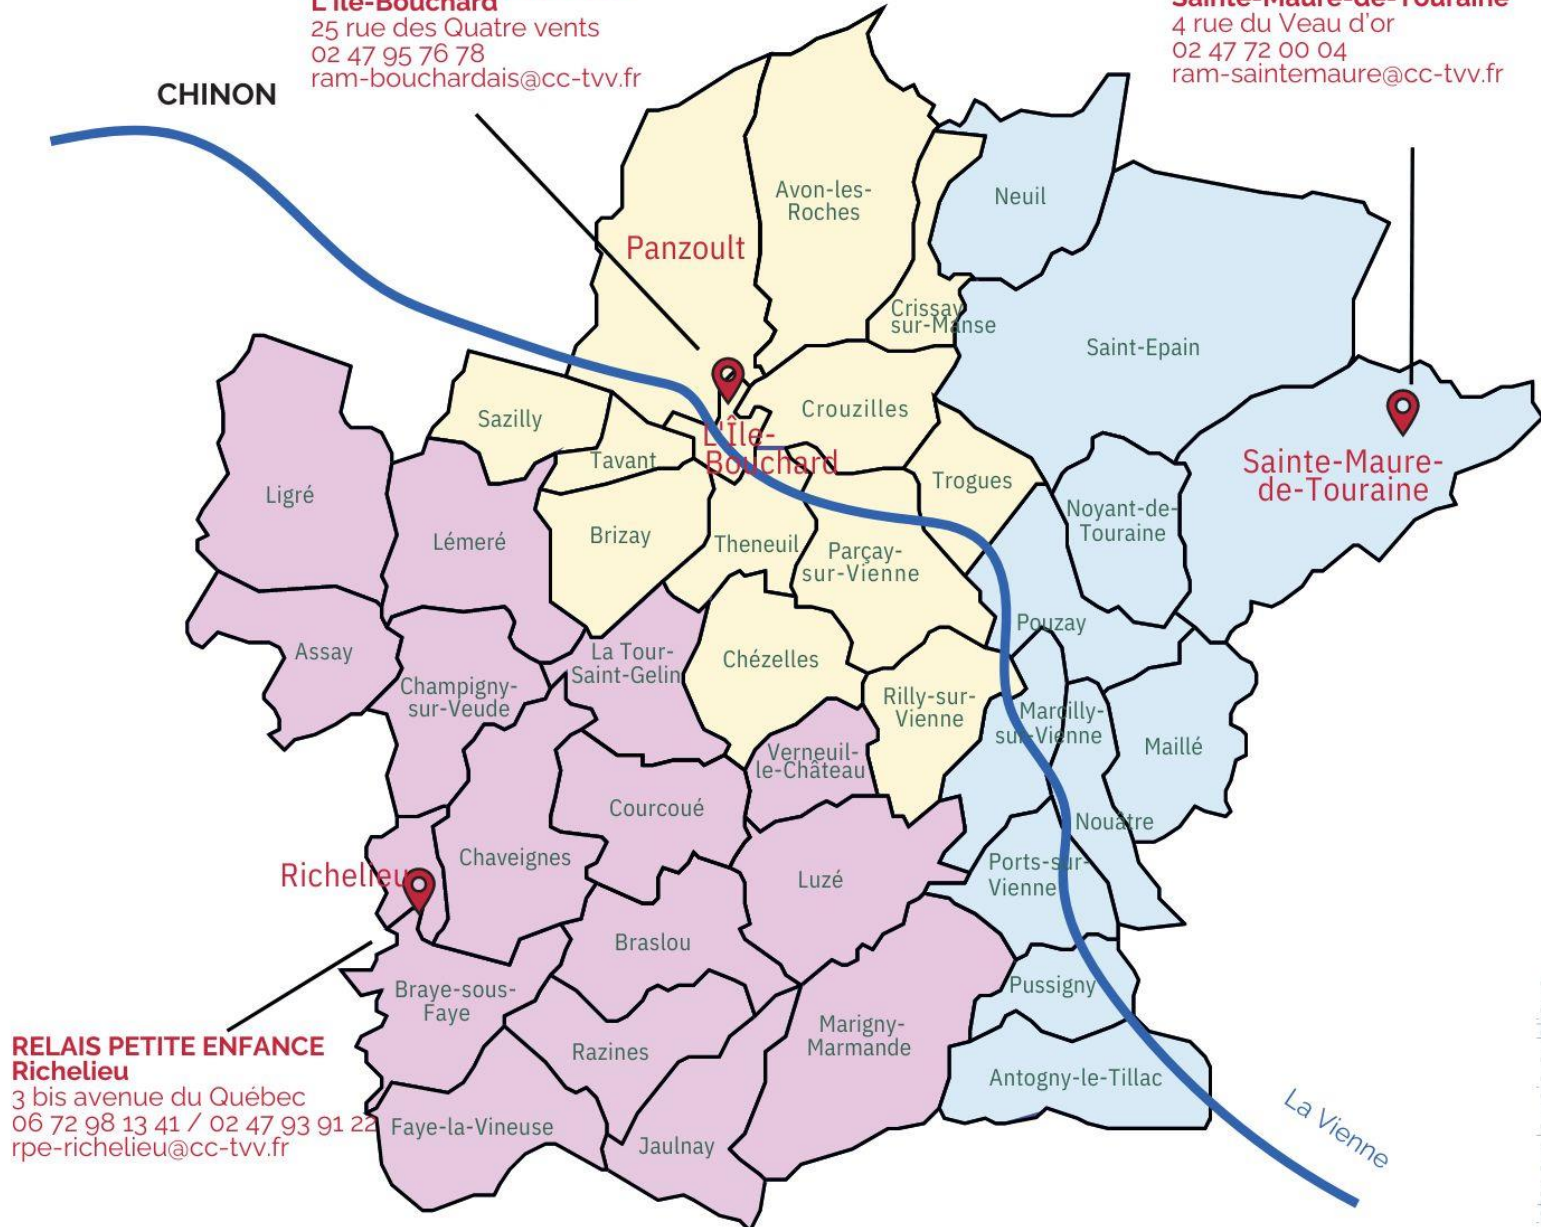 L'Île-Bouchard
25 rue des Quatre vents
02 47 95 76 78
ram-bouchardais@cc-tvv.fr
Sainte-Maure-de-Touraine
4 rue du Veau d'or
02 47 72 00 04
ram-saintemaure@cc-tvv.fr
CHINON
Avon-les-
Roches
Neuil
Panzoult
Crissay
sur-Manse
Saint-Epain
Sazilly
Crouzilles
L'Île-
Bouchard
Tavant
Trogues
Sainte-Maure-
de-Touraine
Ligré
Lémeré
Brizay
Theneuil
Parçay-
sur-Vienne
Noyant-de-
Touraine
Pouzay
Assay
La Tour-
Saint-Gelin
Chézelles
Champigny-
sur-Veude
Rilly-sur-
Vienne
Marcilly-
sur-Vienne
Maillé
Verneuil-
le-Château
Courcoué
Nouâtre
Richelieu
Chaveignes
Luzé
Ports-sur-
Vienne
Braslou
Braye-sous-
Faye
Pussigny
Razines
Marigny-
Marmande
Antogny-le-Tillac
La Vienne
Faye-la-Vineuse
Jaulnay
RELAIS PETITE ENFANCE
Richelieu
3 bis avenue du Québec
06 72 98 13 41 / 02 47 93 91 22
rpe-richelieu@cc-tvv.fr